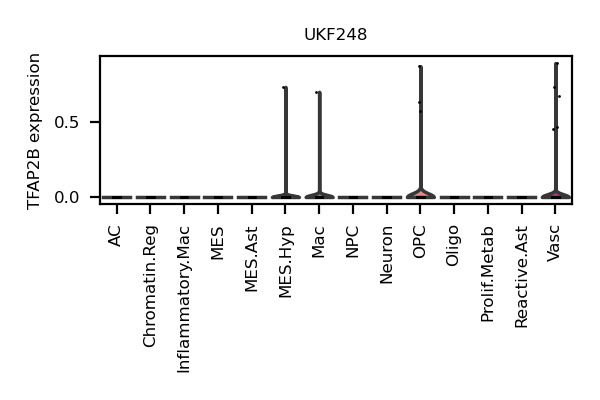 UKF248
TFAP2B expression
0.5
0.0
AC
Chromatin.Reg
Inflammatory.Mac
MES
MES.Ast
MES.Hyp
Mac
NPC
Neuron
OPC
Oligo
Prolif.Metab
Reactive.Ast
Vasc